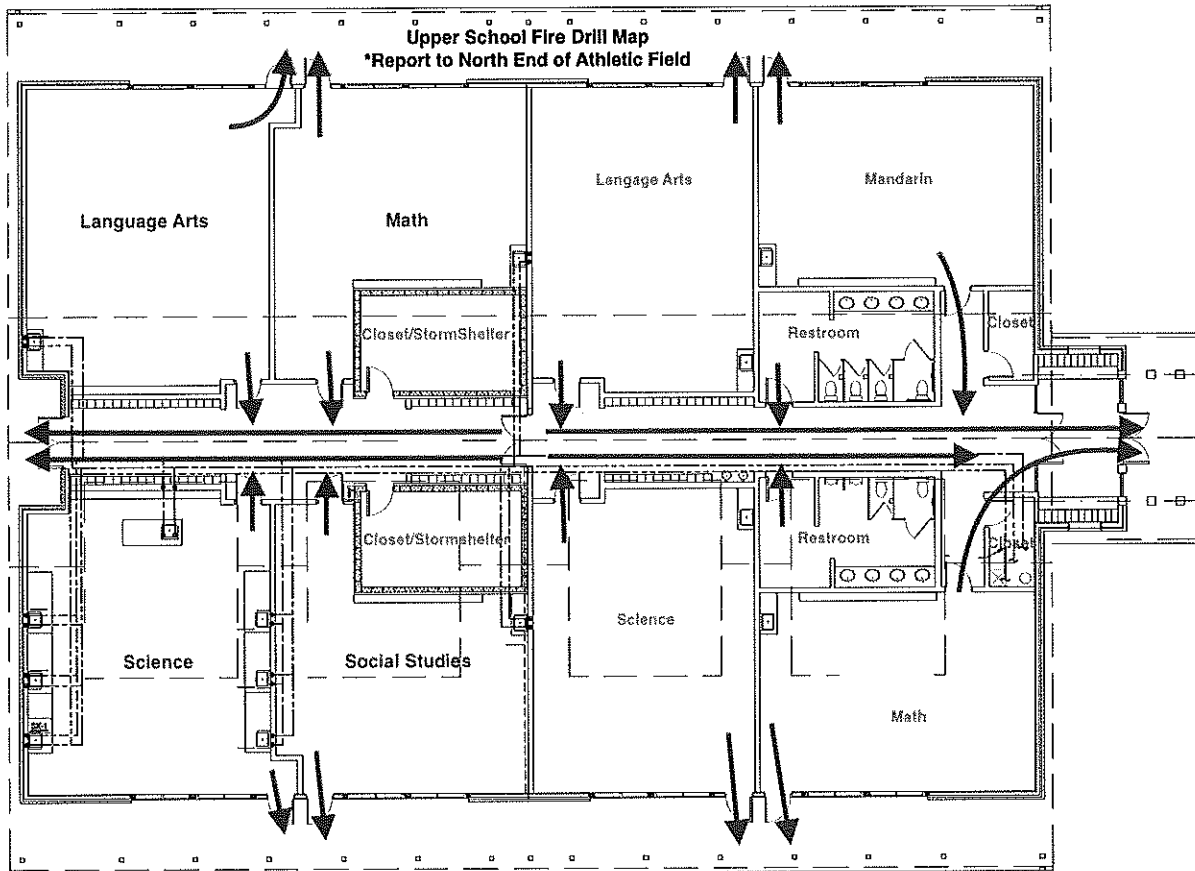 Upper School Fire Drill Map
*Report to North End of Athletic Field
Language Arts
Math
Langage Arts
Mandarin
Closet/StormShelter
Restroom
Closet
Closet/Stormshelter
Restroom
Closet
Science
Social Studies
Science
Math